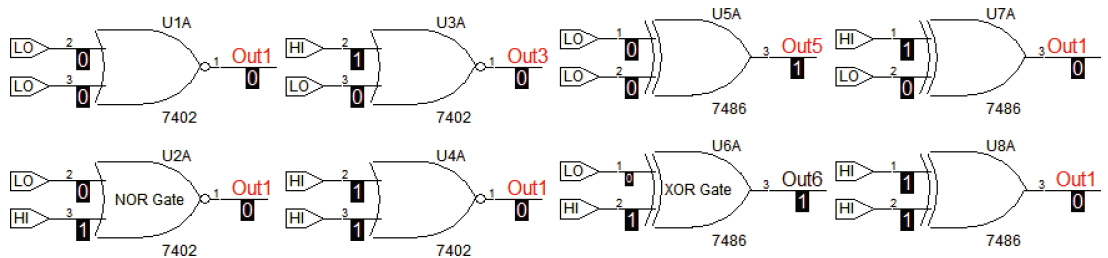 U1A U3A U5A U7A
LO 2 0 1 Out1 0 HI 2 1 1 Out3 0 LO 1 0 3 Out5 1 HI 1 1 3 Out1 0
LO 3 0 LO 3 0 LO 2 0 LO 2 0
7402 7402 7486 7486
U2A U4A U6A U8A
LO 2 0 NOR Gate 1 Out1 0 HI 2 1 1 Out1 0 LO 1 0 XOR Gate 3 Out6 1 HI 1 1 3 Out1 0
HI 3 1 HI 3 1 HI 2 1 HI 2 1
7402 7402 7486 7486